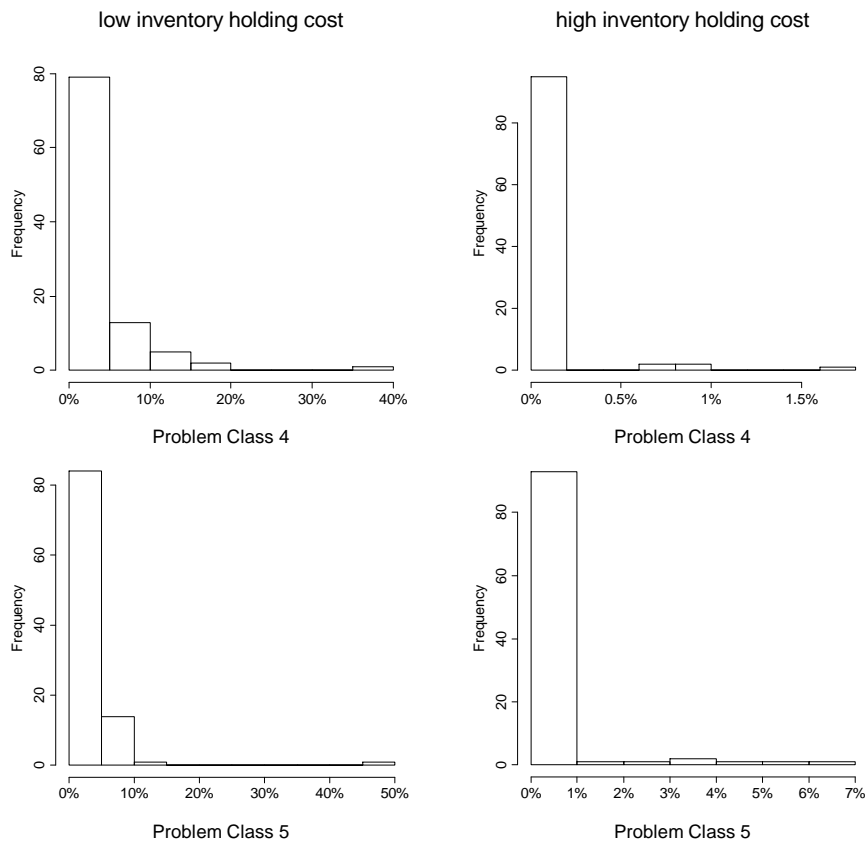 low inventory holding cost
high inventory holding cost
Frequency
0 20 40 60 80
0% 10% 20% 30% 40%
Problem Class 4
Frequency
0 20 40 60 80
0% 0.5% 1% 1.5%
Problem Class 4
Frequency
0 20 40 60 80
0% 10% 20% 30% 40% 50%
Problem Class 5
Frequency
0 20 40 60 80
0% 1% 2% 3% 4% 5% 6% 7%
Problem Class 5